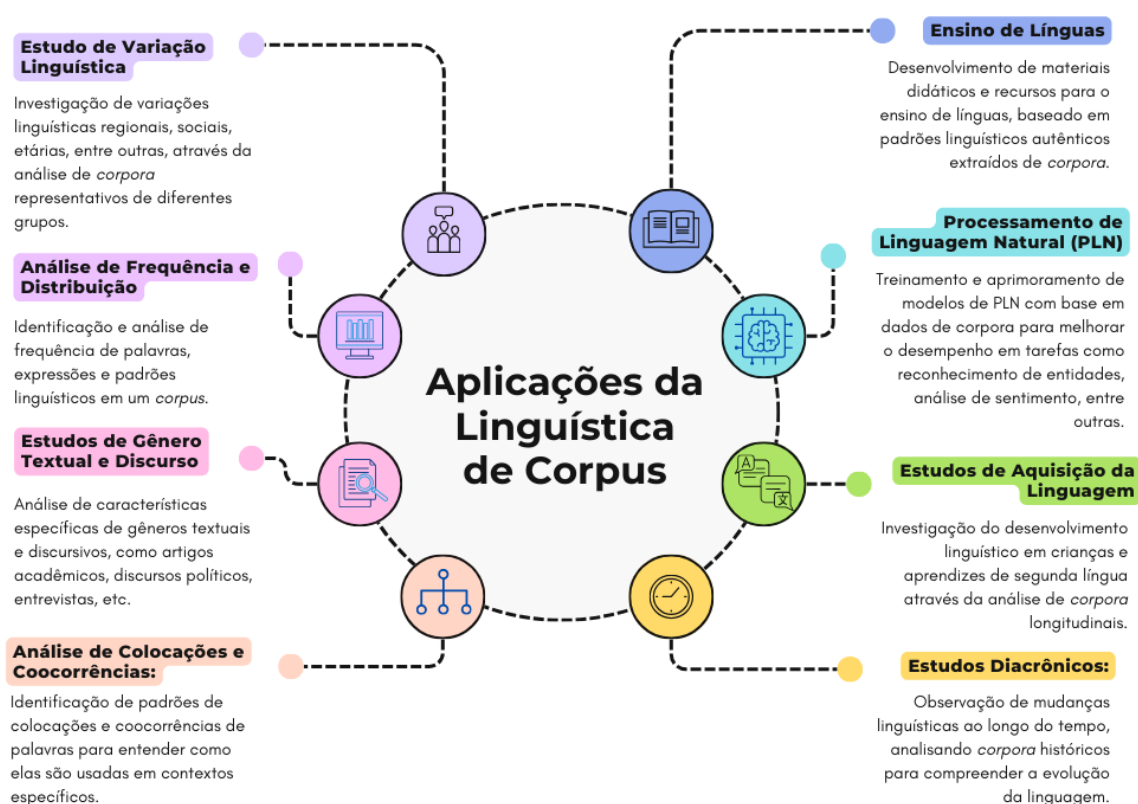 Estudo de Variação
Linguística
Investigação de variações
linguísticas regionais, sociais,
etárias, entre outras, através da
análise de corpora
representativos de diferentes
grupos.
Análise de Frequência e
Distribuição
Identificação e análise de
frequência de palavras,
expressões e padrões
linguísticos em um corpus.
Estudos de Gênero
Textual e Discurso
Análise de características
específicas de gêneros textuais
e discursivos, como artigos
acadêmicos, discursos políticos,
entrevistas, etc.
Análise de Colocações e
Coocorrências:
Identificação de padrões de
colocações e coocorrências de
palavras para entender como
elas são usadas em contextos
específicos.
Aplicações da
Linguística
de Corpus
Ensino de Línguas
Desenvolvimento de materiais
didáticos e recursos para o
ensino de línguas, baseado em
padrões linguísticos autênticos
extraídos de corpora.
Processamento de
Linguagem Natural (PLN)
Treinamento e aprimoramento de
modelos de PLN com base em
dados de corpora para melhorar
o desempenho em tarefas como
reconhecimento de entidades,
análise de sentimento, entre
outras.
A
文
Estudos de Aquisição da
Linguagem
Investigação do desenvolvimento
linguístico em crianças e
aprendizes de segunda língua
através da análise de corpora
longitudinais.
Estudos Diacrônicos:
Observação de mudanças
linguísticas ao longo do tempo,
analisando corpora históricos
para compreender a evolução
da linguagem.